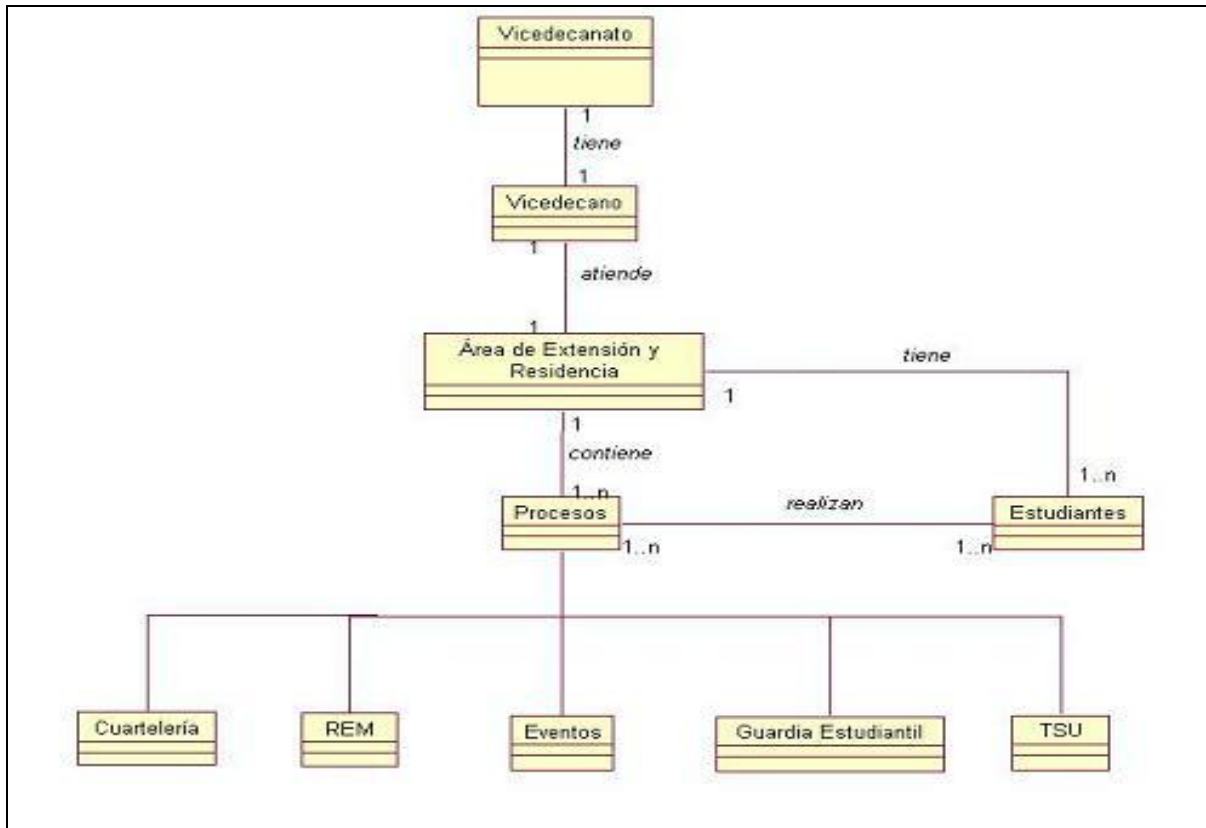 Vicedecanato
1
tiene
1
Vicedecano
1
atiende
1
Área de Extensión y
Residencia
tiene
1
1
contiene
1..n
1..n
Procesos
realizan
Estudiantes
1..n
1..n
Cuartelería
REM
Eventos
Guardia Estudiantil
TSU